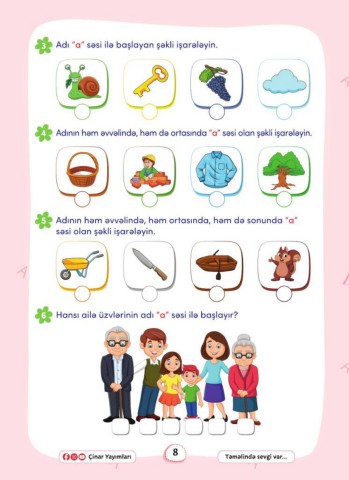 3 Adı "a" səsi ilə başlayan şəkli işarələyin.
4 Adının həm əvvəlində, həm də ortasında "a" səsi olan şəkli işarələyin.
5 Adının həm əvvəlində, həm ortasında, həm də sonunda "a"
səsi olan şəkli işarələyin.
6 Hansı ailə üzvlərinin adı "a" səsi ilə başlayır?
Çinar Yayımları
8
Təməlində sevgi var...